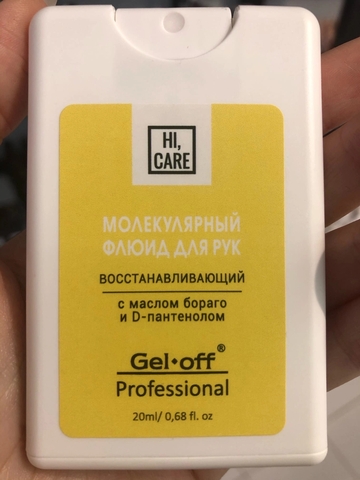 HI,
CARE
МОЛЕКУЛЯРНЫЙ
ФЛЮИД ДЛЯ РУК
ВОССТАНАВЛИВАЮЩИЙ
с маслом бораго
и D-пантенолом
Gel•off®
Professional
20ml/ 0,68 fl. oz